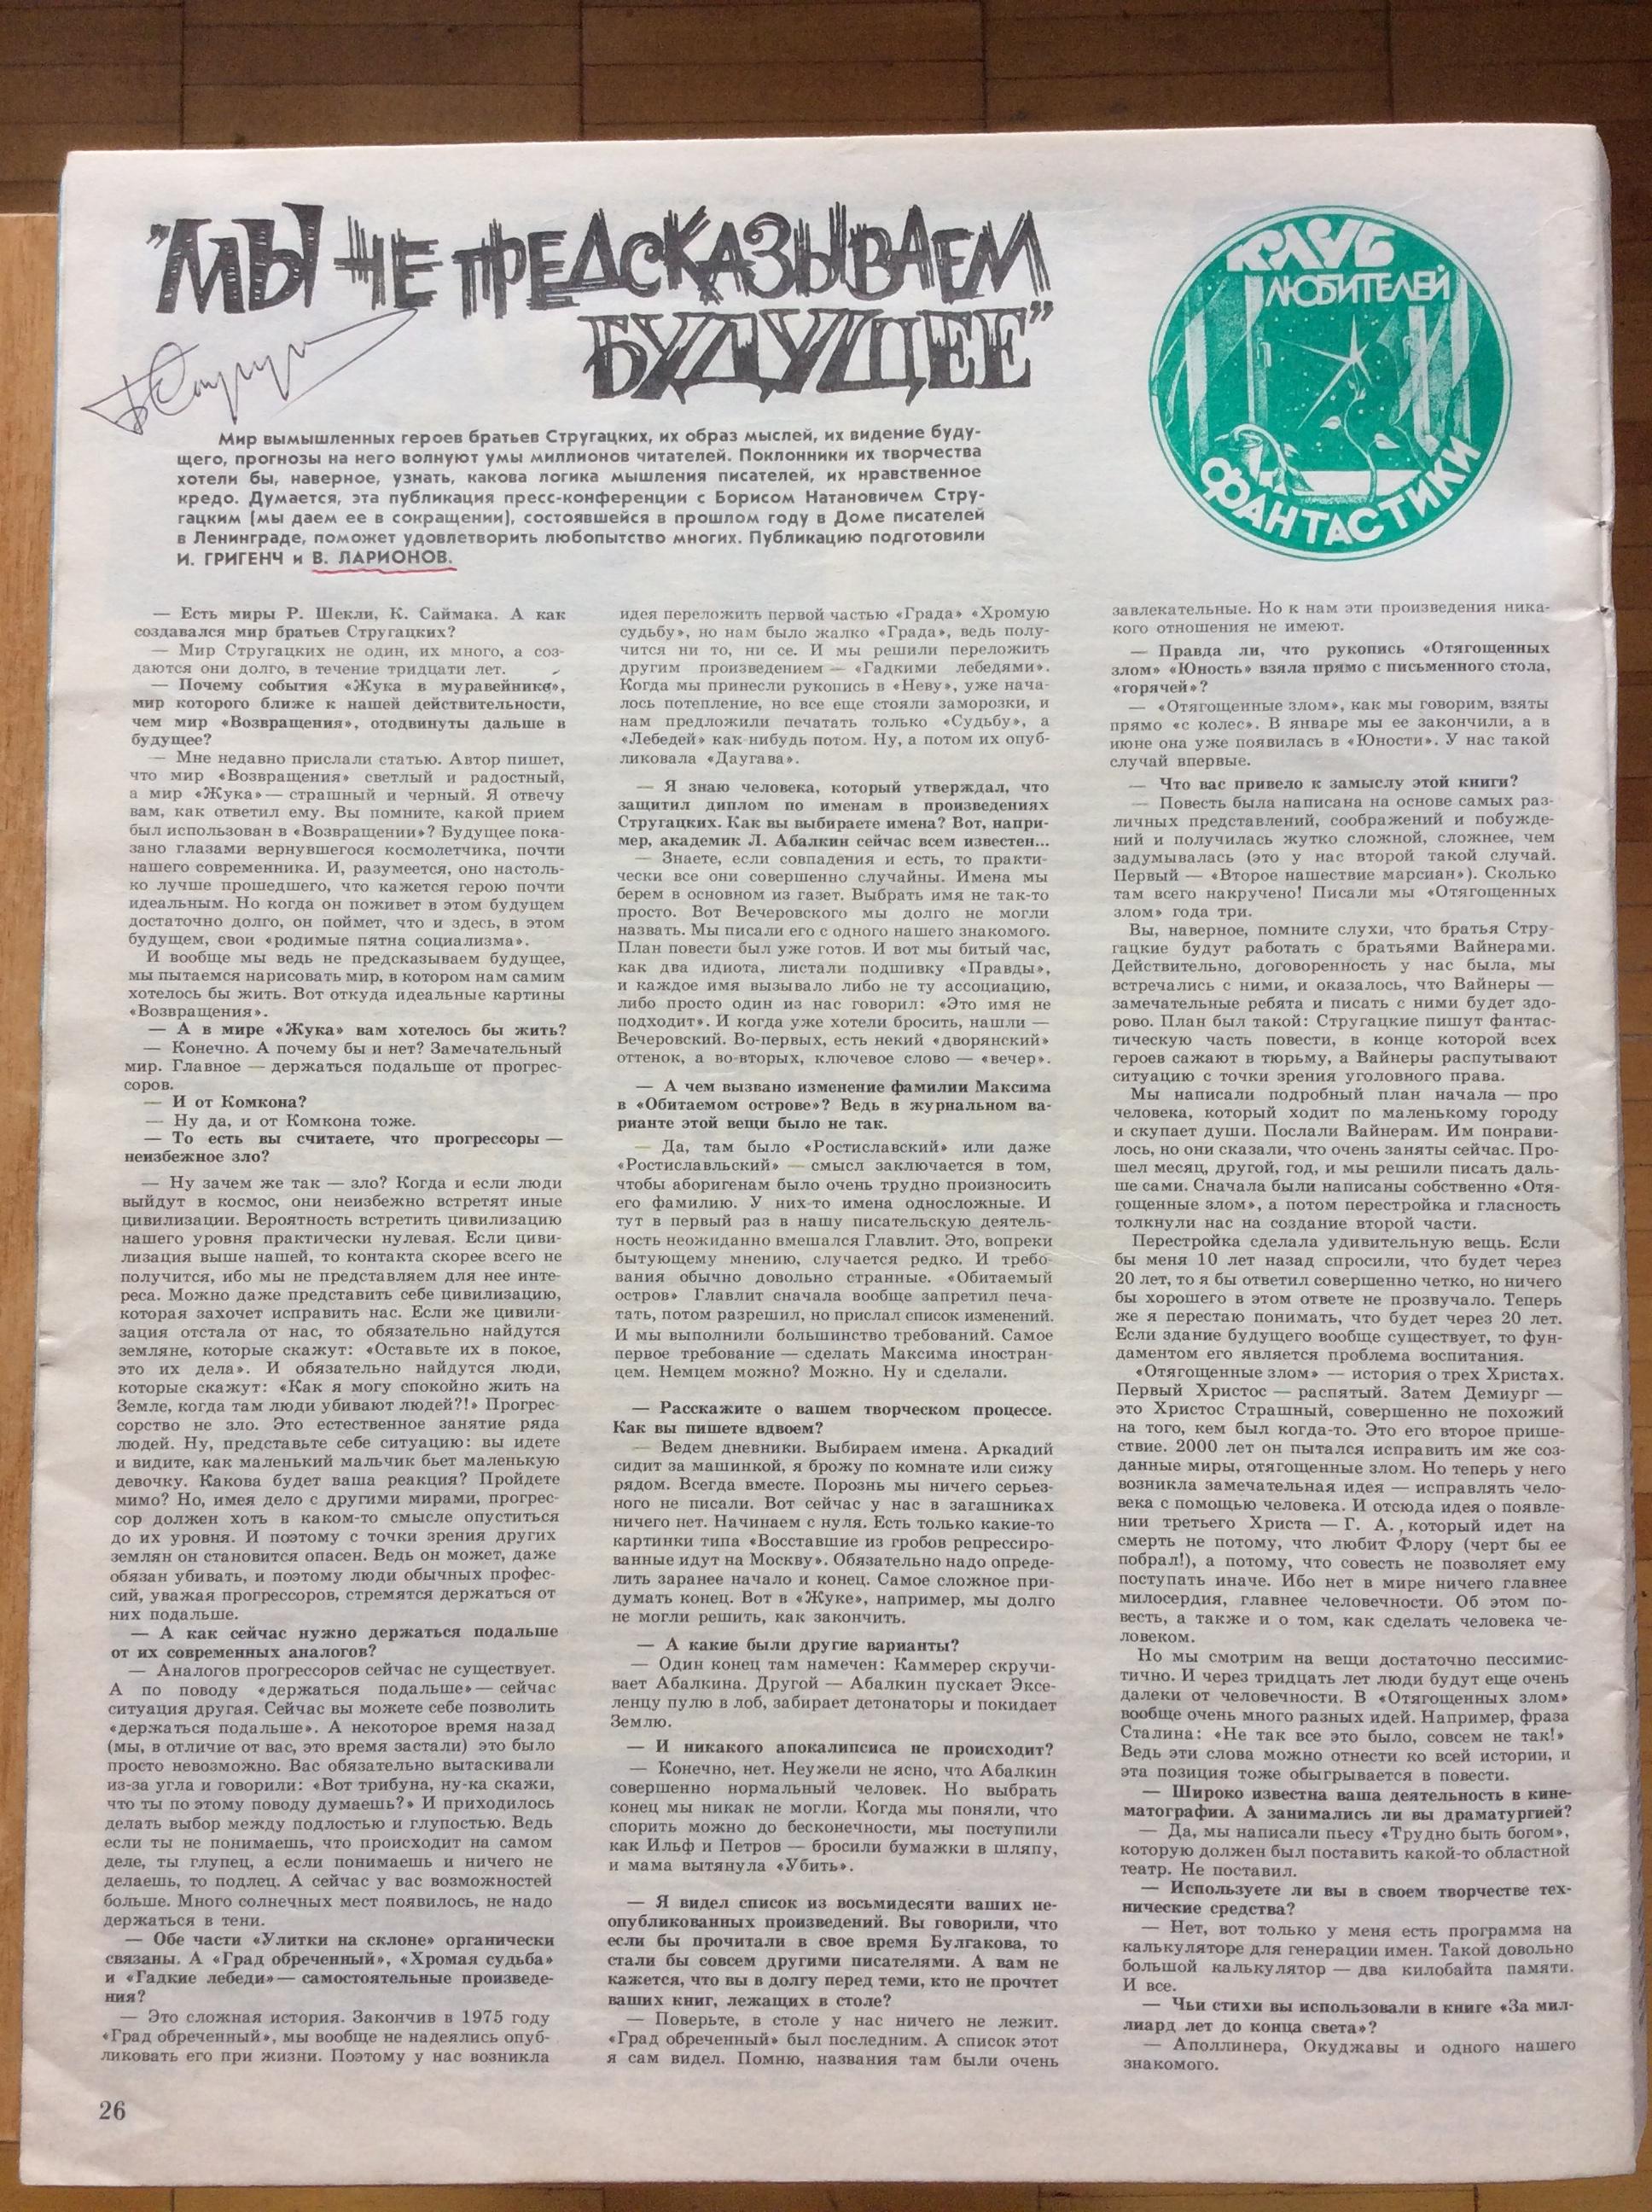 "МЫ НЕ ПРЕДСКАЗЫВАЕМ
БУДУЩЕЕ"
КЛУБ
ЛЮБИТЕЛЕЙ
ФАНТАСТИКИ
Мир вымышленных героев братьев Стругацких, их образ мыслей, их видение буду-
щего, прогнозы на него волнуют умы миллионов читателей. Поклонники их творчества
хотели бы, наверное, узнать, какова логика мышления писателей, их нравственное
кредо. Думается, эта публикация пресс-конференции с Борисом Натановичем Стру-
гацким (мы даем ее в сокращении), состоявшейся в прошлом году в Доме писателей
в Ленинграде, поможет удовлетворить любопытство многих. Публикацию подготовили
И. ГРИГЕНЧ и В. ЛАРИОНОВ.
— Есть миры Р. Шекли, К. Саймака. А как
создавался мир братьев Стругацких?
— Мир Стругацких не один, их много, а соз-
даются они долго, в течение тридцати лет.
— Почему события «Жука в муравейнике»,
мир которого ближе к нашей действительности,
чем мир «Возвращения», отодвинуты дальше в
будущее?
— Мне недавно прислали статью. Автор пишет,
что мир «Возвращения» светлый и радостный,
а мир «Жука» — страшный и черный. Я отвечу
вам, как ответил ему. Вы помните, какой прием
был использован в «Возвращении»? Будущее пока-
зано глазами вернувшегося космолетчика, почти
нашего современника. И, разумеется, оно настоль-
ко лучше прошедшего, что кажется герою почти
идеальным. Но когда он поживет в этом будущем
достаточно долго, он поймет, что и здесь, в этом
будущем, свои «родимые пятна социализма».
И вообще мы ведь не предсказываем будущее,
мы пытаемся нарисовать мир, в котором нам самим
хотелось бы жить. Вот откуда идеальные картины
«Возвращения».
— А в мире «Жука» вам хотелось бы жить?
— Конечно. А почему бы и нет? Замечательный
мир. Главное — держаться подальше от прогрес-
соров.
— И от Комкона?
— Ну да, и от Комкона тоже.
— То есть вы считаете, что прогрессоры —
неизбежное зло?
— Ну зачем же так — зло? Когда и если люди
выйдут в космос, они неизбежно встретят иные
цивилизации. Вероятность встретить цивилизацию
нашего уровня практически нулевая. Если циви-
лизация выше нашей, то контакта скорее всего не
получится, ибо мы не представляем для нее инте-
реса. Можно даже представить себе цивилизацию,
которая захочет исправить нас. Если же цивили-
зация отстала от нас, то обязательно найдутся
земляне, которые скажут: «Оставьте их в покое,
это их дела». И обязательно найдутся люди,
которые скажут: «Как я могу спокойно жить на
Земле, когда там люди убивают людей?!» Прогрес-
сорство не зло. Это естественное занятие ряда
людей. Ну, представьте себе ситуацию: вы идете
и видите, как маленький мальчик бьет маленькую
девочку. Какова будет ваша реакция? Пройдете
мимо? Но, имея дело с другими мирами, прогрес-
сор должен хоть в каком-то смысле опуститься
до их уровня. И поэтому с точки зрения других
землян он становится опасен. Ведь он может, даже
обязан убивать, и поэтому люди обычных профес-
сий, уважая прогрессоров, стремятся держаться от
них подальше.
— А как сейчас нужно держаться подальше
от их современных аналогов?
— Аналогов прогрессоров сейчас не существует.
А по поводу «держаться подальше» — сейчас
ситуация другая. Сейчас вы можете себе позволить
«держаться подальше». А некоторое время назад
(мы, в отличие от вас, это время застали) это было
просто невозможно. Вас обязательно вытаскивали
из-за угла и говорили: «Вот трибуна, ну-ка скажи,
что ты по этому поводу думаешь?» И приходилось
делать выбор между подлостью и глупостью. Ведь
если ты не понимаешь, что происходит на самом
деле, ты глупец, а если понимаешь и ничего не
делаешь, то подлец. А сейчас у вас возможностей
больше. Много солнечных мест появилось, не надо
держаться в тени.
— Обе части «Улитки на склоне» органически
связаны. А «Град обреченный», «Хромая судьба»
и «Гадкие лебеди» — самостоятельные произведе-
ния?
— Это сложная история. Закончив в 1975 году
«Град обреченный», мы вообще не надеялись опуб-
ликовать его при жизни. Поэтому у нас возникла
идея переложить первой частью «Града» «Хромую
судьбу», но нам было жалко «Града», ведь полу-
чится ни то, ни се. И мы решили переложить
другим произведением — «Гадкими лебедями».
Когда мы принесли рукопись в «Неву», уже нача-
лось потепление, но все еще стояли заморозки, и
нам предложили печатать только «Судьбу», а
«Лебедей» как-нибудь потом. Ну, а потом их опуб-
ликовала «Даугава».
— Я знаю человека, который утверждал, что
защитил диплом по именам в произведениях
Стругацких. Как вы выбираете имена? Вот, напри-
мер, академик Л. Абалкин сейчас всем известен...
— Знаете, если совпадения и есть, то практи-
чески все они совершенно случайны. Имена мы
берем в основном из газет. Выбрать имя не так-то
просто. Вот Вечеровского мы долго не могли
назвать. Мы писали его с одного нашего знакомого.
План повести был уже готов. И вот мы битый час,
как два идиота, листали подшивку «Правды»,
и каждое имя вызывало либо не ту ассоциацию,
либо просто один из нас говорил: «Это имя не
подходит». И когда уже хотели бросить, нашли —
Вечеровский. Во-первых, есть некий «дворянский»
оттенок, а во-вторых, ключевое слово — «вечер».
— А чем вызвано изменение фамилии Максима
в «Обитаемом острове»? Ведь в журнальном ва-
рианте этой вещи было не так.
— Да, там было «Ростиславский» или даже
«Ростиславльский» — смысл заключается в том,
чтобы аборигенам было очень трудно произносить
его фамилию. У них-то имена односложные. И
тут в первый раз в нашу писательскую деятель-
ность неожиданно вмешался Главлит. Это, вопреки
бытующему мнению, случается редко. И требо-
вания обычно довольно странные. «Обитаемый
остров» Главлит сначала вообще запретил печа-
тать, потом разрешил, но прислал список изменений.
И мы выполнили большинство требований. Самое
первое требование — сделать Максима иностран-
цем. Немцем можно? Можно. Ну и сделали.
— Расскажите о вашем творческом процессе.
Как вы пишете вдвоем?
— Ведем дневники. Выбираем имена. Аркадий
сидит за машинкой, я брожу по комнате или сижу
рядом. Всегда вместе. Порознь мы ничего серьез-
ного не писали. Вот сейчас у нас в загашниках
ничего нет. Начинаем с нуля. Есть только какие-то
картинки типа «Восставшие из гробов репрессиро-
ванные идут на Москву». Обязательно надо опреде-
лить заранее начало и конец. Самое сложное при-
думать конец. Вот в «Жуке», например, мы долго
не могли решить, как закончить.
— А какие были другие варианты?
— Один конец там намечен: Каммерер скручи-
вает Абалкина. Другой — Абалкин пускает Эксе-
ленцу пулю в лоб, забирает детонаторы и покидает
Землю.
— И никакого апокалипсиса не происходит?
— Конечно, нет. Неужели не ясно, что Абалкин
совершенно нормальный человек. Но выбрать
конец мы никак не могли. Когда мы поняли, что
спорить можно до бесконечности, мы поступили
как Ильф и Петров — бросили бумажки в шляпу,
и мама вытянула «Убить».
— Я видел список из восьмидесяти ваших не-
опубликованных произведений. Вы говорили, что
если бы прочитали в свое время Булгакова, то
стали бы совсем другими писателями. А вам не
кажется, что вы в долгу перед теми, кто не прочтет
ваших книг, лежащих в столе?
— Поверьте, в столе у нас ничего не лежит.
«Град обреченный» был последним. А список этот
я сам видел. Помню, названия там были очень
завлекательные. Но к нам эти произведения ника-
кого отношения не имеют.
— Правда ли, что рукопись «Отягощенных
злом» «Юность» взяла прямо с письменного стола,
«горячей»?
— «Отягощенные злом», как мы говорим, взяты
прямо «с колес». В январе мы ее закончили, а в
июне она уже появилась в «Юности». У нас такой
случай впервые.
— Что вас привело к замыслу этой книги?
— Повесть была написана на основе самых раз-
личных представлений, соображений и побужде-
ний и получилась жутко сложной, сложнее, чем
задумывалась (это у нас второй такой случай.
Первый — «Второе нашествие марсиан»). Сколько
там всего накручено! Писали мы «Отягощенных
злом» года три.
Вы, наверное, помните слухи, что братья Стру-
гацкие будут работать с братьями Вайнерами.
Действительно, договоренность у нас была, мы
встречались с ними, и оказалось, что Вайнеры —
замечательные ребята и писать с ними будет здо-
рово. План был такой: Стругацкие пишут фантас-
тическую часть повести, в конце которой всех
героев сажают в тюрьму, а Вайнеры распутывают
ситуацию с точки зрения уголовного права.
Мы написали подробный план начала — про
человека, который ходит по маленькому городу
и скупает души. Послали Вайнерам. Им понрави-
лось, но они сказали, что очень заняты сейчас. Про-
шел месяц, другой, год, и мы решили писать даль-
ше сами. Сначала были написаны собственно «Отя-
гощенные злом», а потом перестройка и гласность
толкнули нас на создание второй части.
Перестройка сделала удивительную вещь. Если
бы меня 10 лет назад спросили, что будет через
20 лет, то я бы ответил совершенно четко, но ничего
бы хорошего в этом ответе не прозвучало. Теперь
же я перестаю понимать, что будет через 20 лет.
Если здание будущего вообще существует, то фун-
даментом его является проблема воспитания.
«Отягощенные злом» — история о трех Христах.
Первый Христос — распятый. Затем Демиург —
это Христос Страшный, совершенно не похожий
на того, кем был когда-то. Это его второе прише-
ствие. 2000 лет он пытался исправить им же соз-
данные миры, отягощенные злом. Но теперь у него
возникла замечательная идея — исправлять чело-
века с помощью человека. И отсюда идея о появле-
нии третьего Христа — Г. А., который идет на
смерть не потому, что любит Флору (черт бы ее
побрал!), а потому, что совесть не позволяет ему
поступать иначе. Ибо нет в мире ничего главнее
милосердия, главнее человечности. Об этом по-
весть, а также и о том, как сделать человека че-
ловеком.
Но мы смотрим на вещи достаточно пессимис-
тично. И через тридцать лет люди будут еще очень
далеки от человечности. В «Отягощенных злом»
вообще очень много разных идей. Например, фраза
Сталина: «Не так все это было, совсем не так!»
Ведь эти слова можно отнести ко всей истории, и
эта позиция тоже обыгрывается в повести.
— Широко известна ваша деятельность в кине-
матографии. А занимались ли вы драматургией?
— Да, мы написали пьесу «Трудно быть богом»,
которую должен был поставить какой-то областной
театр. Не поставил.
— Используете ли вы в своем творчестве тех-
нические средства?
— Нет, вот только у меня есть программа на
калькуляторе для генерации имен. Такой довольно
большой калькулятор — два килобайта памяти.
И все.
— Чьи стихи вы использовали в книге «За мил-
лиард лет до конца света»?
— Аполлинера, Окуджавы и одного нашего
знакомого.
26